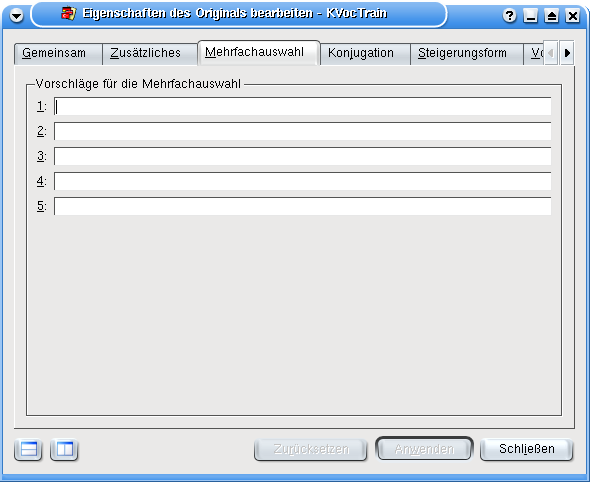 Eigenschaften des Originals bearbeiten - KVocTrain
Gemeinsam Zusätzliches Mehrfachauswahl Konjugation Steigerungsform
Vorschläge für die Mehrfachauswahl
1:
2:
3:
4:
5:
Zurücksetzen Anwenden Schließen